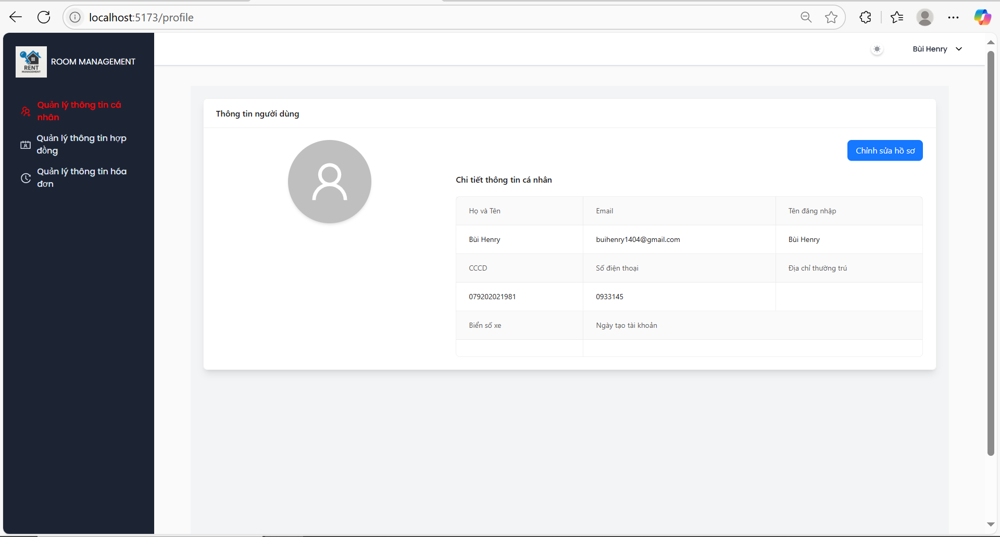 localhost:5173/profile
RENT
MANAGEMENT
ROOM MANAGEMENT
Bùi Henry
Quản lý thông tin cá
nhân
Quản lý thông tin hợp
đồng
Quản lý thông tin hóa
đơn
Thông tin người dùng
Chỉnh sửa hồ sơ
Chi tiết thông tin cá nhân
Họ và Tên Email Tên đăng nhập
Bùi Henry buihenry1404@gmail.com Bùi Henry
CCCD Số điện thoại Địa chỉ thường trú
079202021981 0933145
Biển số xe Ngày tạo tài khoản